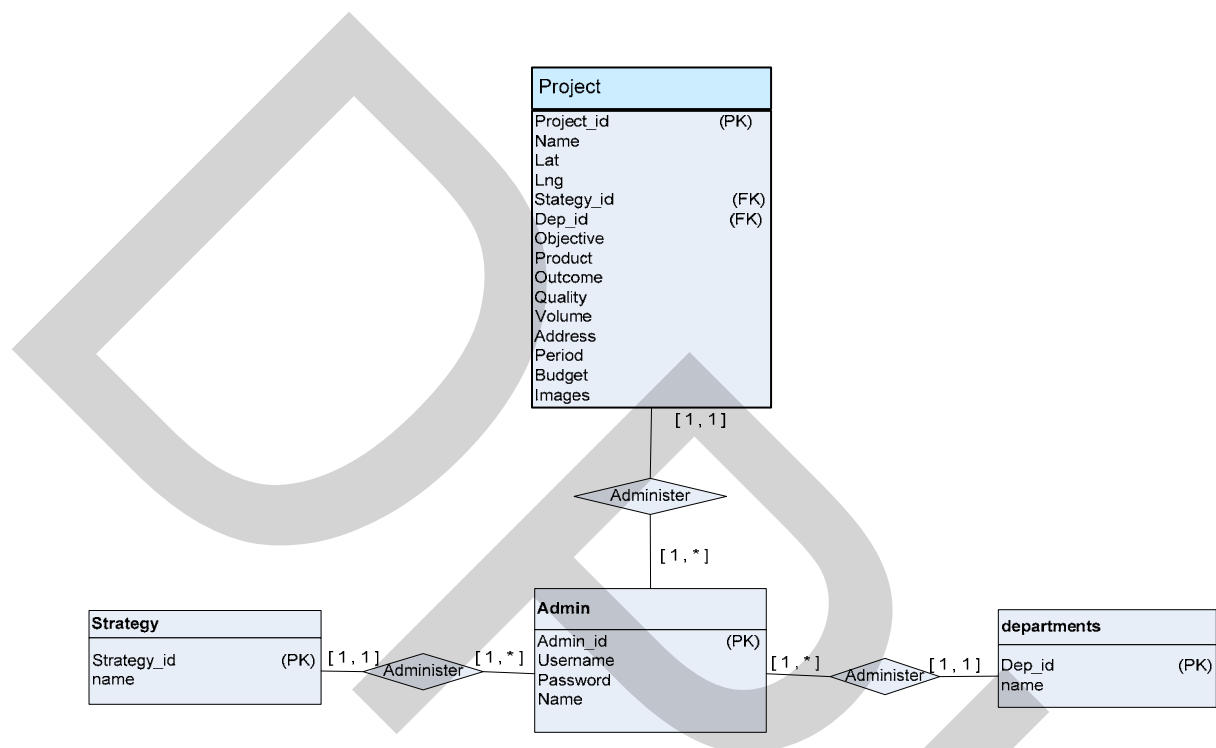 Project
Project_id (PK)
Name
Lat
Lng
Stategy_id (FK)
Dep_id (FK)
Objective
Product
Outcome
Quality
Volume
Address
Period
Budget
Images
[ 1 , 1 ]
Administer
[ 1 , * ]
Strategy
Strategy_id (PK)
name
[ 1 , 1 ]
Administer
[ 1 , * ]
Admin
Admin_id (PK)
Username
Password
Name
[ 1 , * ]
Administer
[ 1 , 1 ]
departments
Dep_id (PK)
name